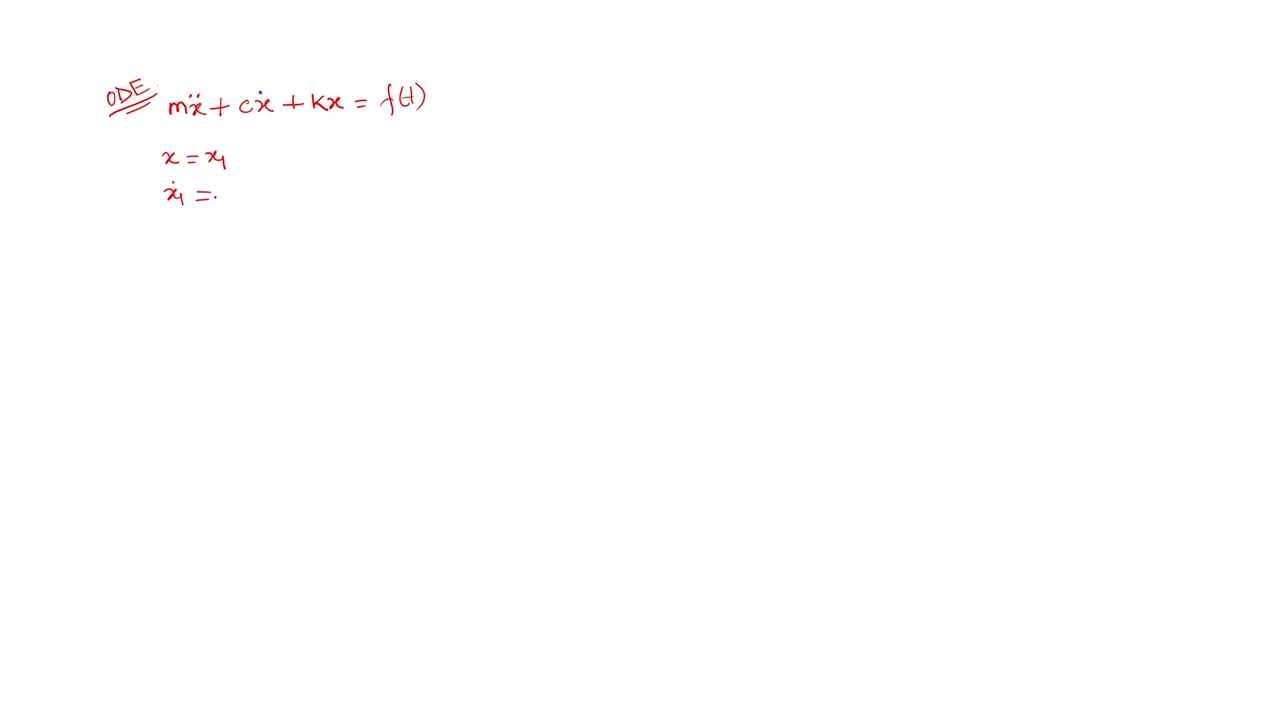 ODE mẍ + cẋ + kx = f(t)
x = x₁
ẋ₁ =